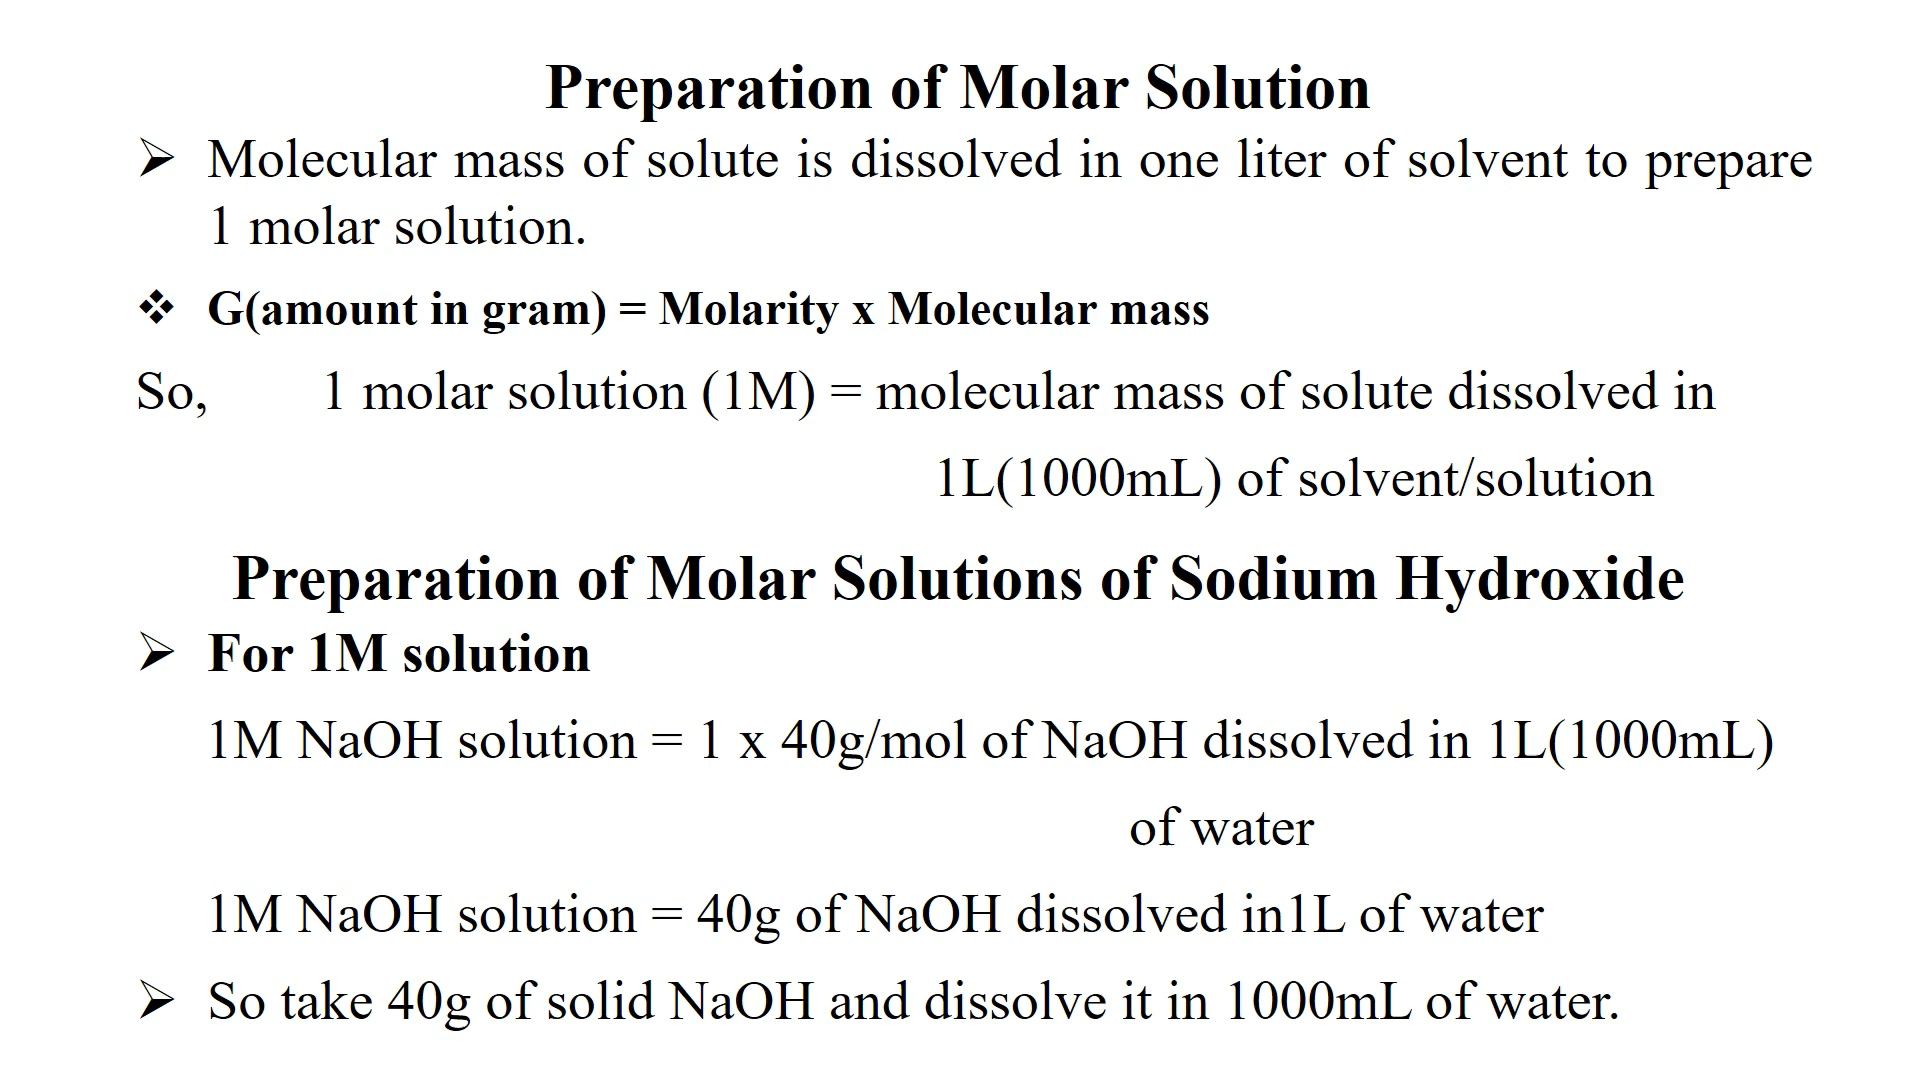 Preparation of Molar Solution
➢ Molecular mass of solute is dissolved in one liter of solvent to prepare
1 molar solution.
❖ G(amount in gram) = Molarity x Molecular mass
So, 1 molar solution (1M) = molecular mass of solute dissolved in
1L(1000mL) of solvent/solution
Preparation of Molar Solutions of Sodium Hydroxide
➢ For 1M solution
1M NaOH solution = 1 x 40g/mol of NaOH dissolved in 1L(1000mL)
of water
1M NaOH solution = 40g of NaOH dissolved in1L of water
➢ So take 40g of solid NaOH and dissolve it in 1000mL of water.